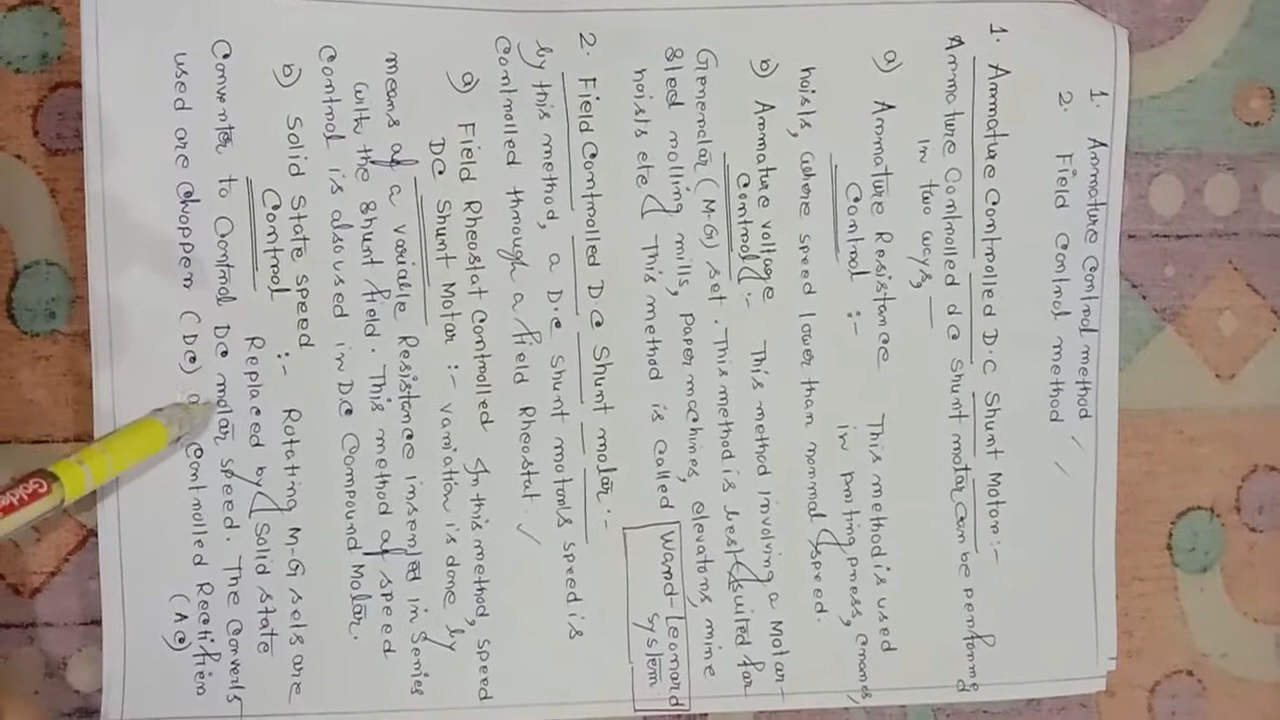 1. Armature Control method
2. Field Control method
1. Armature Controlled D.C Shunt Motor:-
Armature Controlled dc Shunt motor can be performed
in two ways, —
a) Armature Resistance Control :- This method is used
in printing press, cranes,
hoists, where speed lower than normal speed.
b) Armature voltage Control :- This method involving a Motor-
Generator (M-G) set. This method is best suited for
Steel rolling mills, paper machines, elevators, mine
hoists etc. This method is called Ward-Leonard System
2. Field Controlled D.C Shunt motor :-
by this method, a D.C Shunt motors speed is
Controlled through a field Rheostat.
a) Field Rheostat Controlled DC Shunt Motor :- In this method, speed
variation is done by
means of a variable Resistance inserted in Series
with the Shunt field. This method of speed
Control is also used in DC Compound Motor.
b) Solid State speed Control :- Rotating M-G sets are
Replaced by Solid state
Converter to Control DC motor speed. The Converts
used are Chopper (DC) Controlled Rectifier
(AC)
Golde